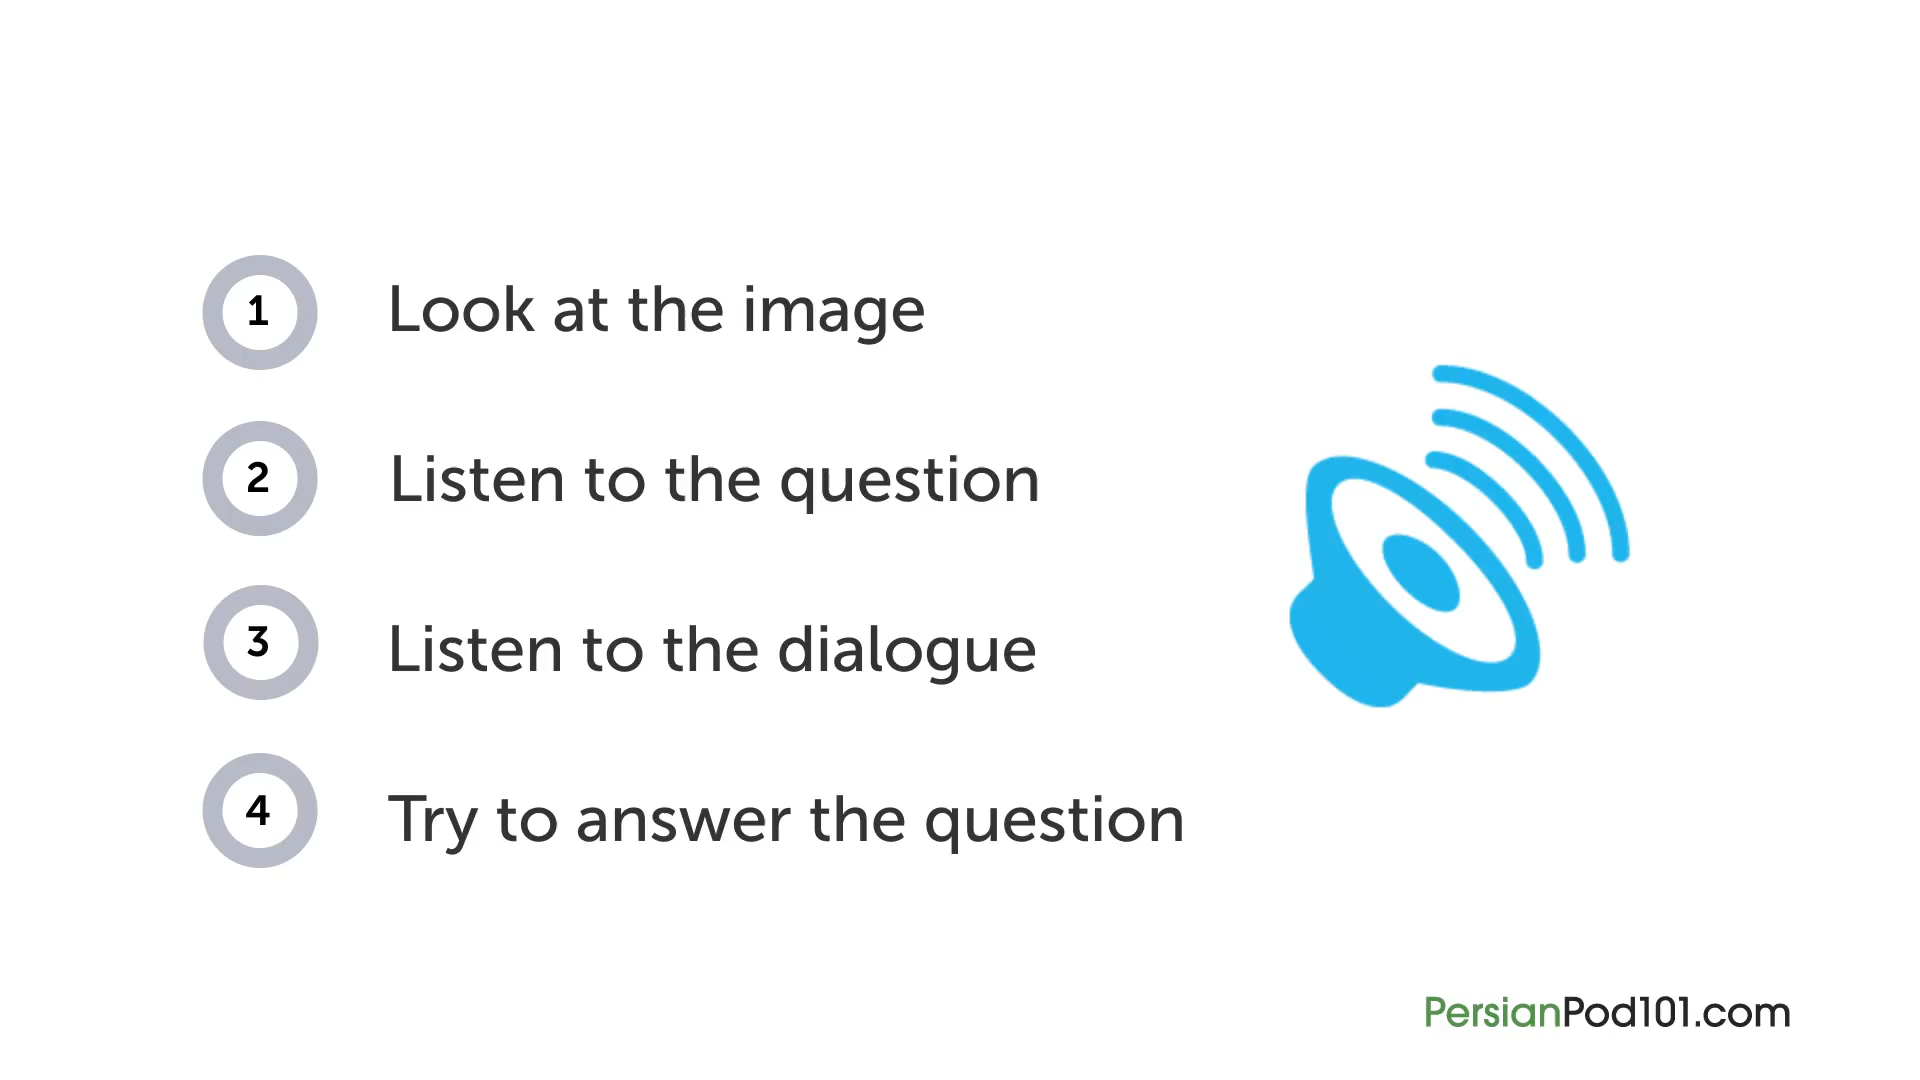 1 Look at the image
2 Listen to the question
3 Listen to the dialogue
4 Try to answer the question
PersianPod101.com